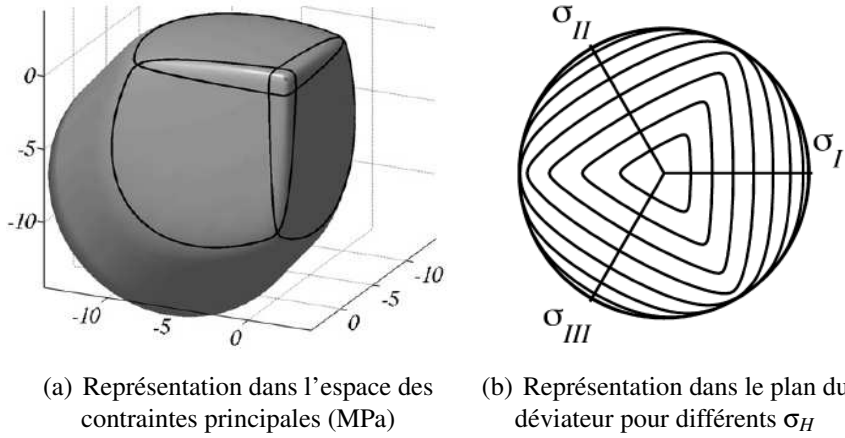 0
-5
-10
-10
-5
0
0
-5
-10
σ_II
σ_I
σ_III
(a) Représentation dans l'espace des
contraintes principales (MPa)
(b) Représentation dans le plan du
déviateur pour différents σ_H